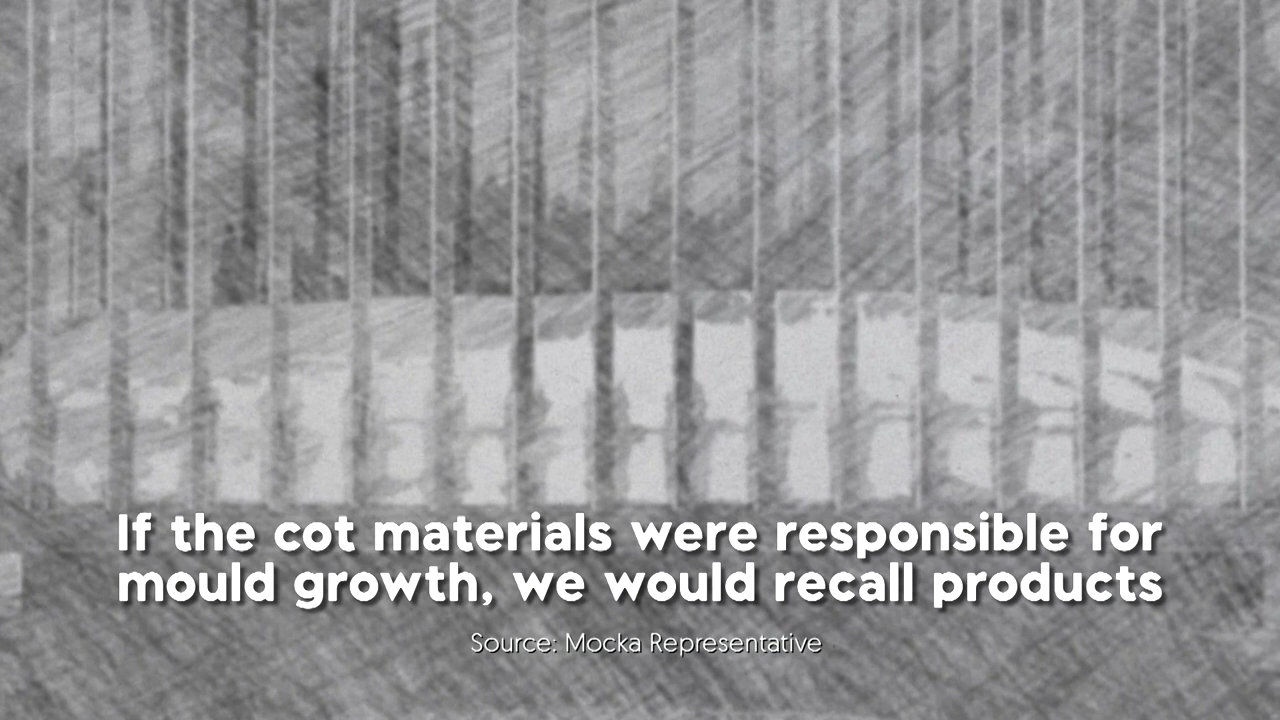 If the cot materials were responsible for
mould growth, we would recall products
Source: Mocka Representative